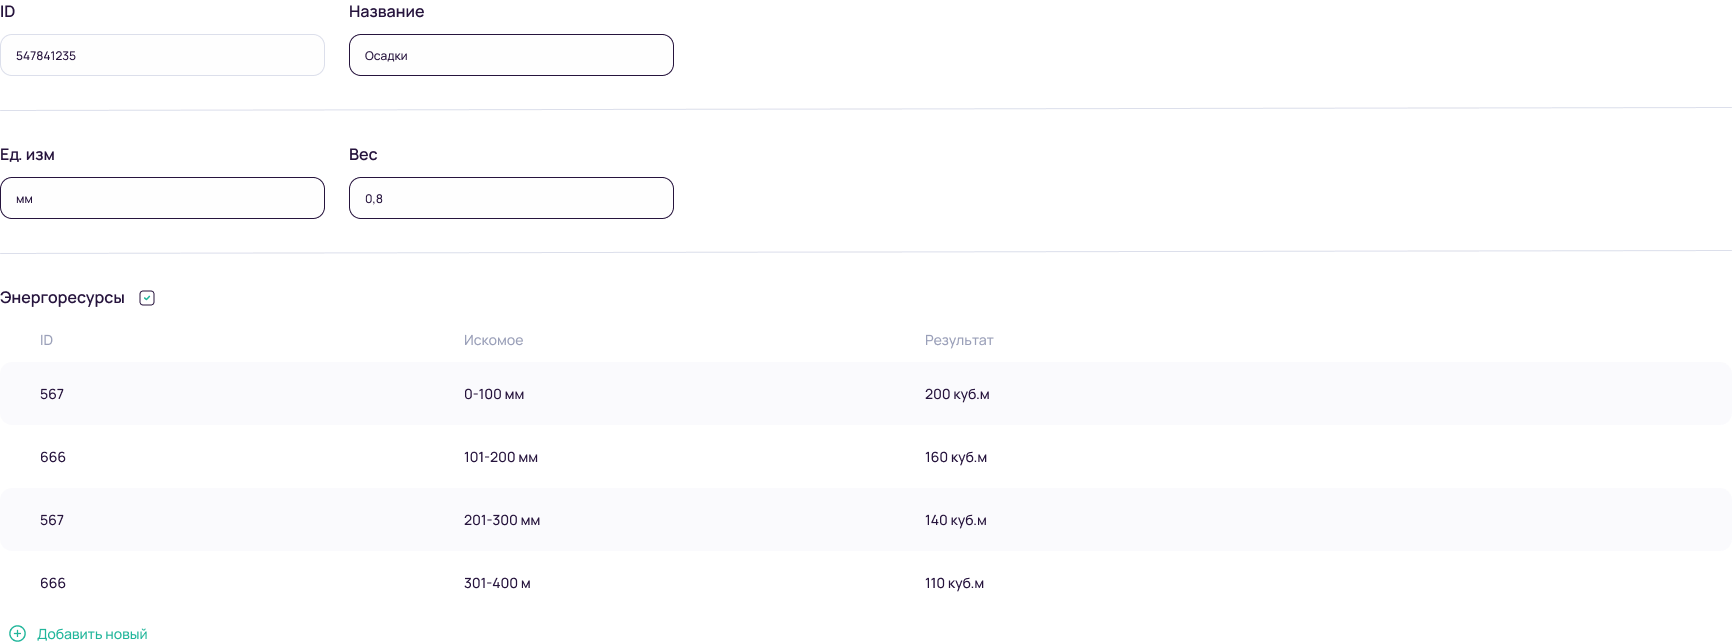 ID Название
547841235 Осадки
Ед. изм Вес
мм 0,8
Энергоресурсы
ID Искомое Результат
567 0-100 мм 200 куб.м
666 101-200 мм 160 куб.м
567 201-300 мм 140 куб.м
666 301-400 м 110 куб.м
Добавить новый